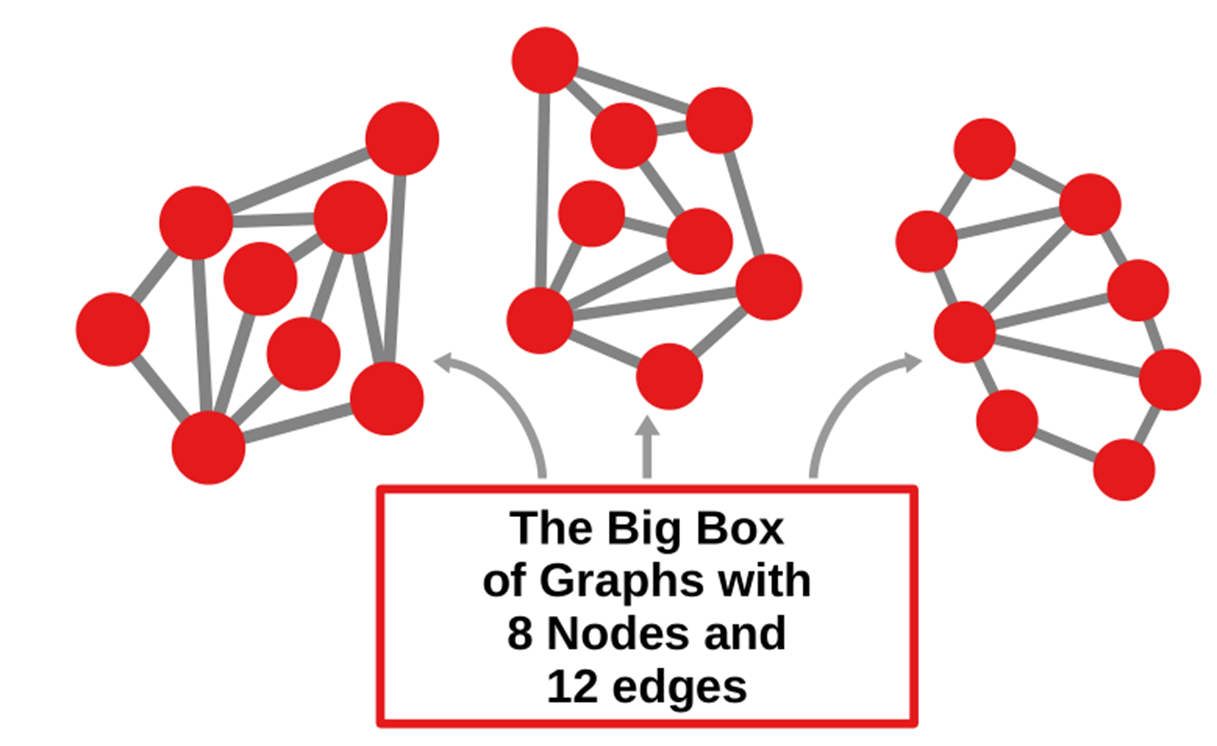 The Big Box
of Graphs with
8 Nodes and
12 edges